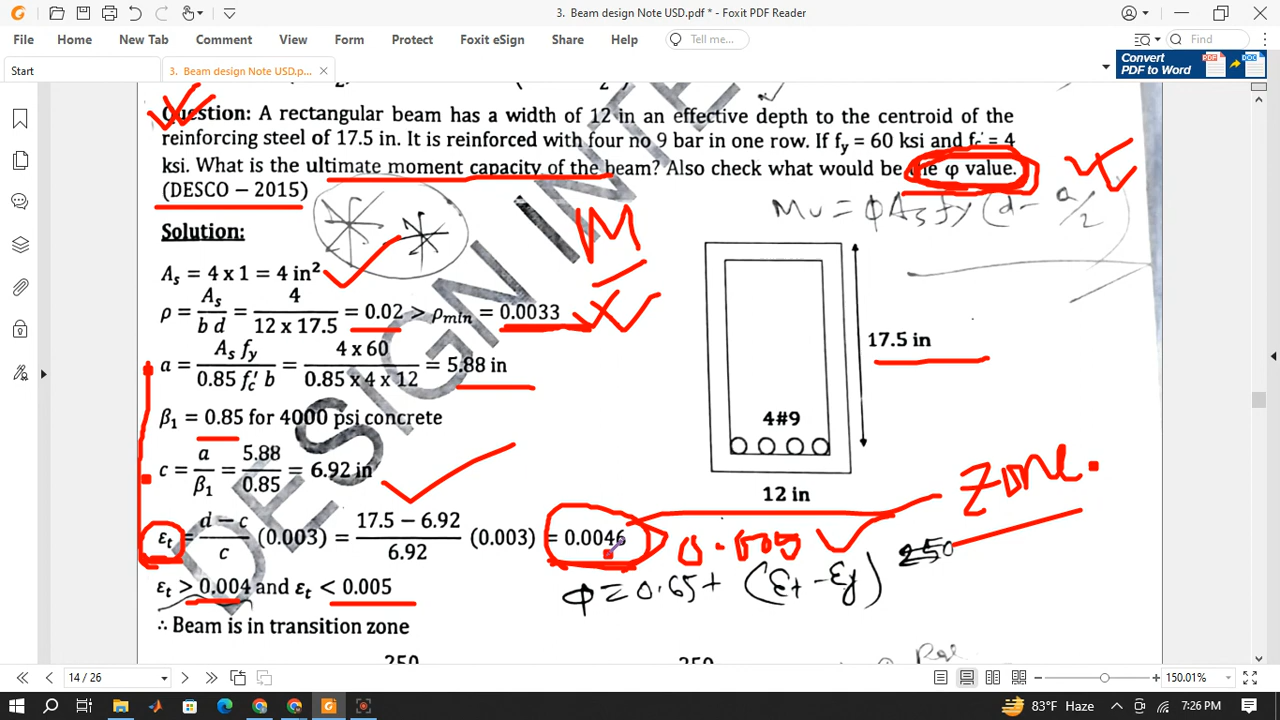 3. Beam design Note USD.pdf * - Foxit PDF Reader
File Home New Tab Comment View Form Protect Foxit eSign Share Help Tell me... Find
Start 3. Beam design Note USD.p... Convert PDF to Word
Question: A rectangular beam has a width of 12 in an effective depth to the centroid of the
reinforcing steel of 17.5 in. It is reinforced with four no 9 bar in one row. If fy = 60 ksi and fc′ = 4
ksi. What is the ultimate moment capacity of the beam? Also check what would be the φ value.
(DESCO – 2015)
Mu = φ As fy (d - a/2
Solution:
M
As = 4 x 1 = 4 in²
ρ = As / b d = 4 / 12 x 17.5 = 0.02 > ρmin = 0.0033
a = As fy / 0.85 fc′ b = 4 x 60 / 0.85 x 4 x 12 = 5.88 in
17.5 in
β1 = 0.85 for 4000 psi concrete
4#9
c = a / β1 = 5.88 / 0.85 = 6.92 in
12 in
Zone.
εt = d – c / c (0.003) = 17.5 – 6.92 / 6.92 (0.003) = 0.0046
0.005
φ = 0.65 + (εt - εy) 250
εt > 0.004 and εt < 0.005
∴ Beam is in transition zone
250 250
DESIGN INTE
14 / 26 150.01%
83°F Haze 7:26 PM